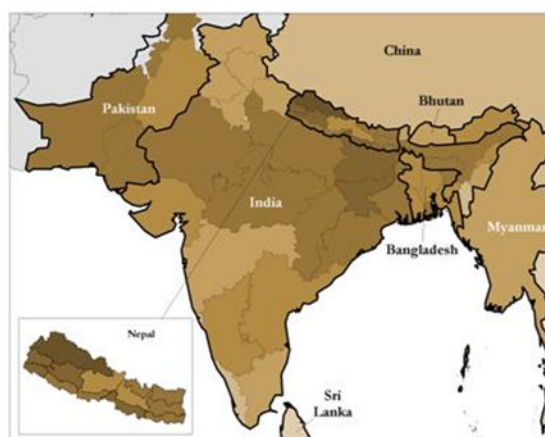 China
Pakistan
Bhutan
India
Myanmar
Bangladesh
Nepal
Sri
Lanka